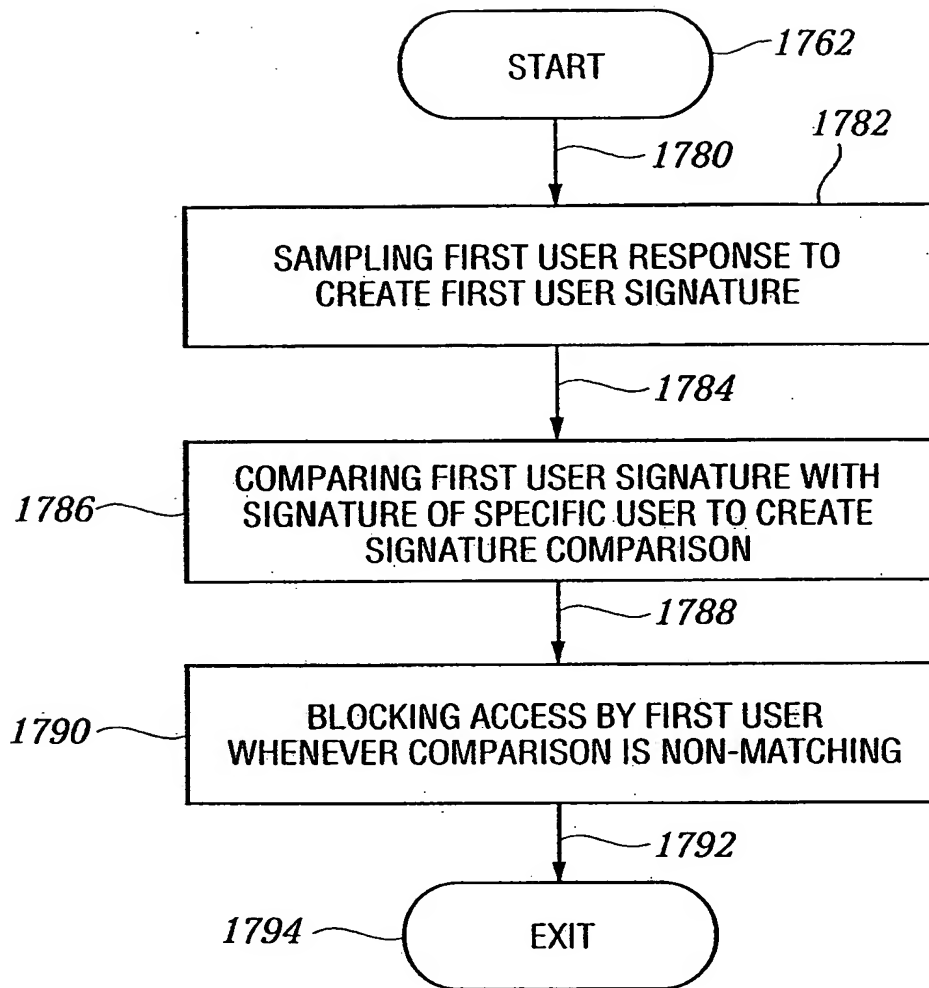 START
1762
1780
1782
SAMPLING FIRST USER RESPONSE TO
CREATE FIRST USER SIGNATURE
1784
1786
COMPARING FIRST USER SIGNATURE WITH
SIGNATURE OF SPECIFIC USER TO CREATE
SIGNATURE COMPARISON
1788
1790
BLOCKING ACCESS BY FIRST USER
WHENEVER COMPARISON IS NON-MATCHING
1792
1794
EXIT